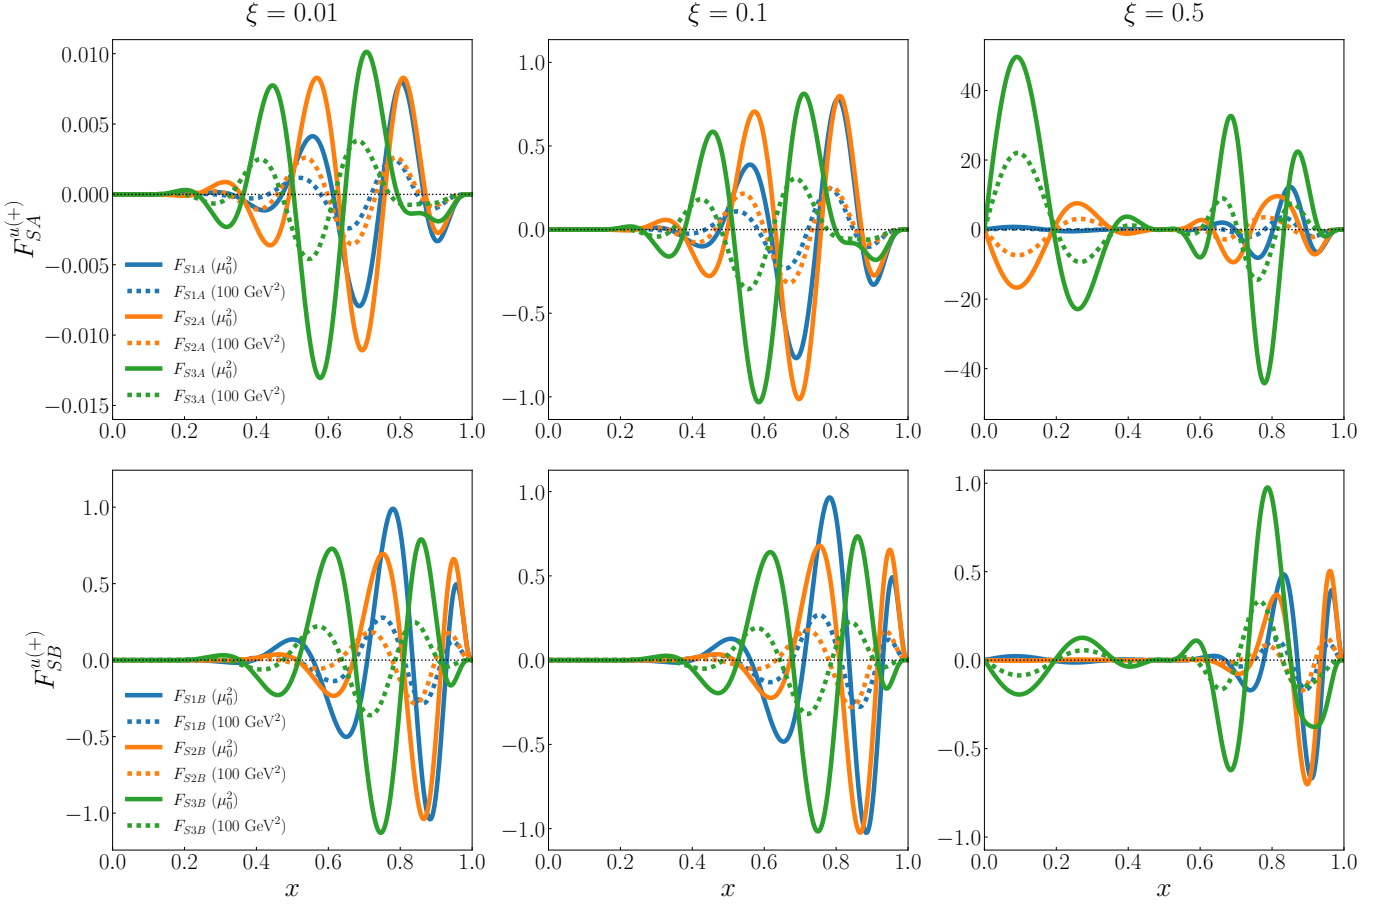 ξ = 0.01
ξ = 0.1
ξ = 0.5
F_{SA}^{u(+)}
0.010
0.005
0.000
−0.005
−0.010
−0.015
F_{S1A} (μ_0^2)
F_{S1A} (100 GeV^2)
F_{S2A} (μ_0^2)
F_{S2A} (100 GeV^2)
F_{S3A} (μ_0^2)
F_{S3A} (100 GeV^2)
0.0 0.2 0.4 0.6 0.8 1.0
1.0
0.5
0.0
−0.5
−1.0
0.0 0.2 0.4 0.6 0.8 1.0
40
20
0
−20
−40
0.0 0.2 0.4 0.6 0.8 1.0
F_{SB}^{u(+)}
1.0
0.5
0.0
−0.5
−1.0
F_{S1B} (μ_0^2)
F_{S1B} (100 GeV^2)
F_{S2B} (μ_0^2)
F_{S2B} (100 GeV^2)
F_{S3B} (μ_0^2)
F_{S3B} (100 GeV^2)
0.0 0.2 0.4 0.6 0.8 1.0
x
1.0
0.5
0.0
−0.5
−1.0
0.0 0.2 0.4 0.6 0.8 1.0
x
1.0
0.5
0.0
−0.5
−1.0
0.0 0.2 0.4 0.6 0.8 1.0
x